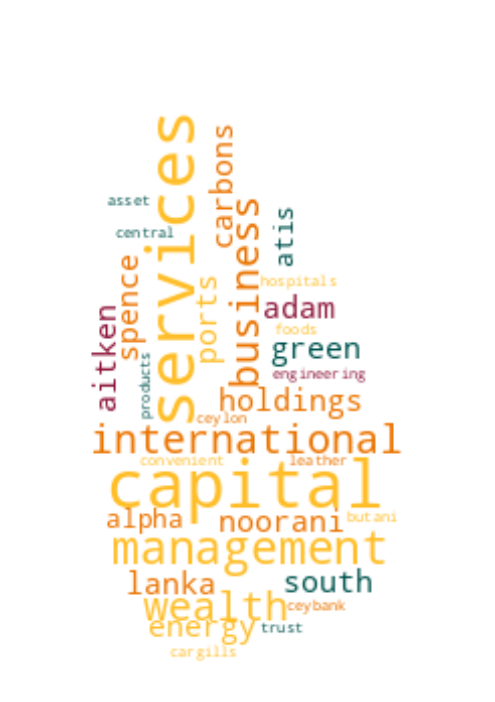 services
carbons
asset
business
atis
central
spence
ports
hospitals
adam
aitken
foods
green
products
engineering
holdings
ceylon
international
convenient
leather
capital
alpha
noorani
butani
management
lanka
south
wealth
ceybank
energy
trust
cargills